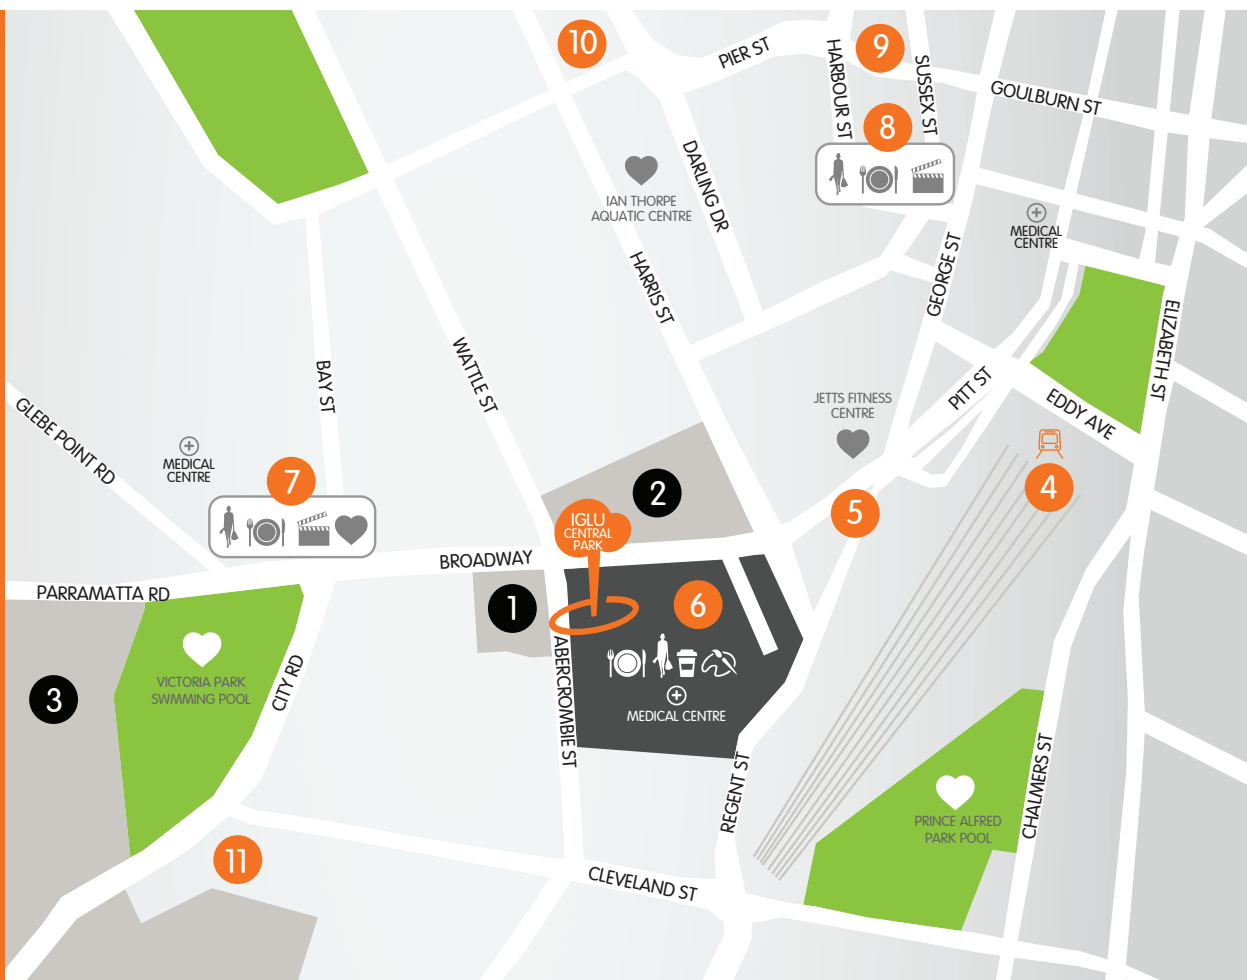 10
9
PIER ST
HARBOUR ST
SUSSEX ST
GOULBURN ST
8
DARLING DR
IAN THORPE
AQUATIC CENTRE
MEDICAL
CENTRE
HARRIS ST
GEORGE ST
ELIZABETH ST
WATTLE ST
BAY ST
PITT ST
EDDY AVE
JETTS FITNESS
CENTRE
GLEBE POINT RD
MEDICAL
CENTRE
7
2
4
5
IGLU
CENTRAL
PARK
BROADWAY
PARRAMATTA RD
1
6
ABERCROMBIE ST
VICTORIA PARK
SWIMMING POOL
CITY RD
3
MEDICAL CENTRE
REGENT ST
CHALMERS ST
PRINCE ALFRED
PARK POOL
11
CLEVELAND ST